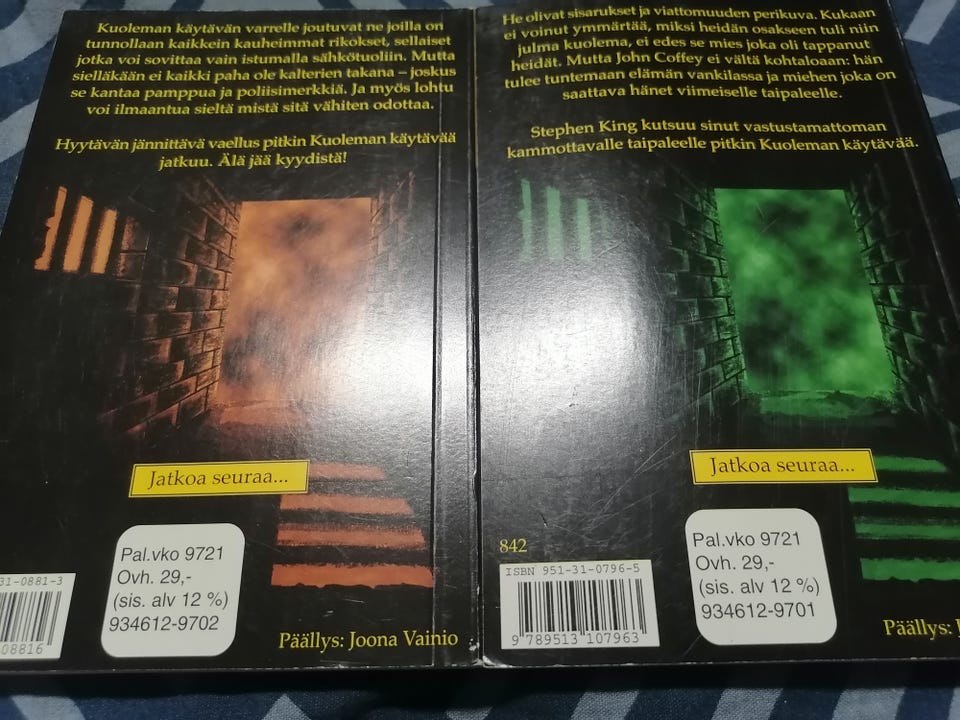 Kuoleman käytävän varrelle joutuvat ne joilla on
tunnollaan kaikkein kauheimmat rikokset, sellaiset
jotka voi sovittaa vain istumalla sähkötuoliin. Mutta
sielläkään ei kaikki paha ole kalterien takana – joskus
se kantaa pamppua ja poliisimerkkiä. Ja myös lohtu
voi ilmaantua sieltä mistä sitä vähiten odottaa.
Hyytävän jännittävä vaellus pitkin Kuoleman käytävää
jatkuu. Älä jää kyydistä!
Jatkoa seuraa...
31-0881-3
08816
Pal.vko 9721
Ovh. 29,-
(sis. alv 12 %)
934612-9702
Päällys: Joona Vainio
He olivat sisarukset ja viattomuuden perikuva. Kukaan
ei voinut ymmärtää, miksi heidän osakseen tuli niin
julma kuolema, ei edes se mies joka oli tappanut
heidät. Mutta John Coffey ei vältä kohtaloaan: hän
tulee tuntemaan elämän vankilassa ja miehen joka on
saattava hänet viimeiselle taipaleelle.
Stephen King kutsuu sinut vastustamattoman
kammottavalle taipaleelle pitkin Kuoleman käytävää.
Jatkoa seuraa...
842
ISBN 951-31-0796-5
9 789513 107963
Pal.vko 9721
Ovh. 29,-
(sis. alv 12 %)
934612-9701
Päällys: